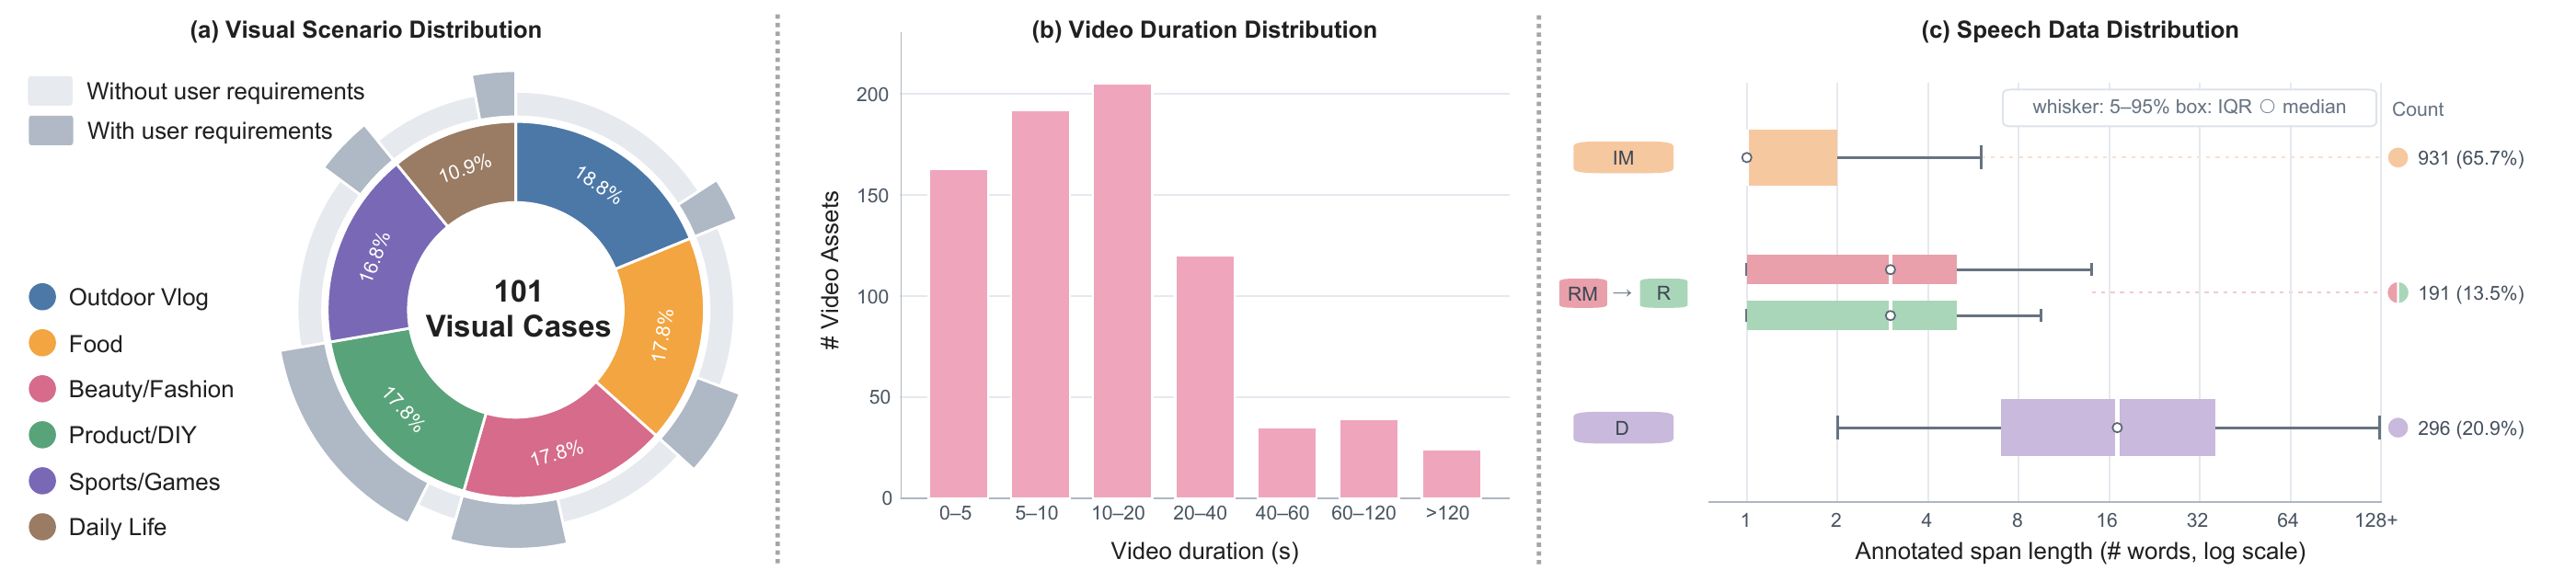 (a) Visual Scenario Distribution
Without user requirements
With user requirements
10.9%
18.8%
16.8%
17.8%
17.8%
17.8%
101
Visual Cases
Outdoor Vlog
Food
Beauty/Fashion
Product/DIY
Sports/Games
Daily Life
(b) Video Duration Distribution
# Video Assets
200
150
100
50
0
0–5 5–10 10–20 20–40 40–60 60–120 >120
Video duration (s)
(c) Speech Data Distribution
whisker: 5–95% box: IQR ○ median
Count
IM
931 (65.7%)
RM → R
191 (13.5%)
D
296 (20.9%)
1 2 4 8 16 32 64 128+
Annotated span length (# words, log scale)